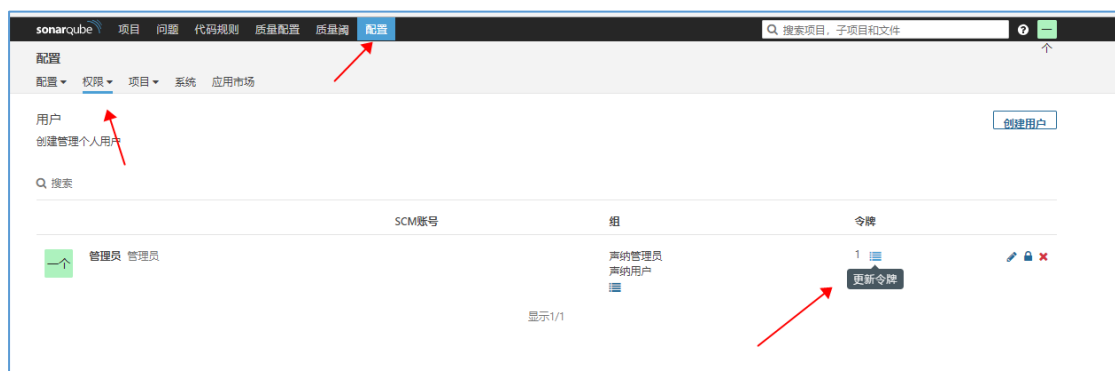 sonarqube 项目 问题 代码规则 质量配置 质量阈 配置 搜索项目，子项目和文件 ? 一个
配置
配置 权限 项目 系统 应用市场
用户
创建用户
创建管理个人用户
搜索
SCM账号 组 令牌
一个 管理员 管理员 声纳管理员 1
声纳用户 更新令牌
显示1/1